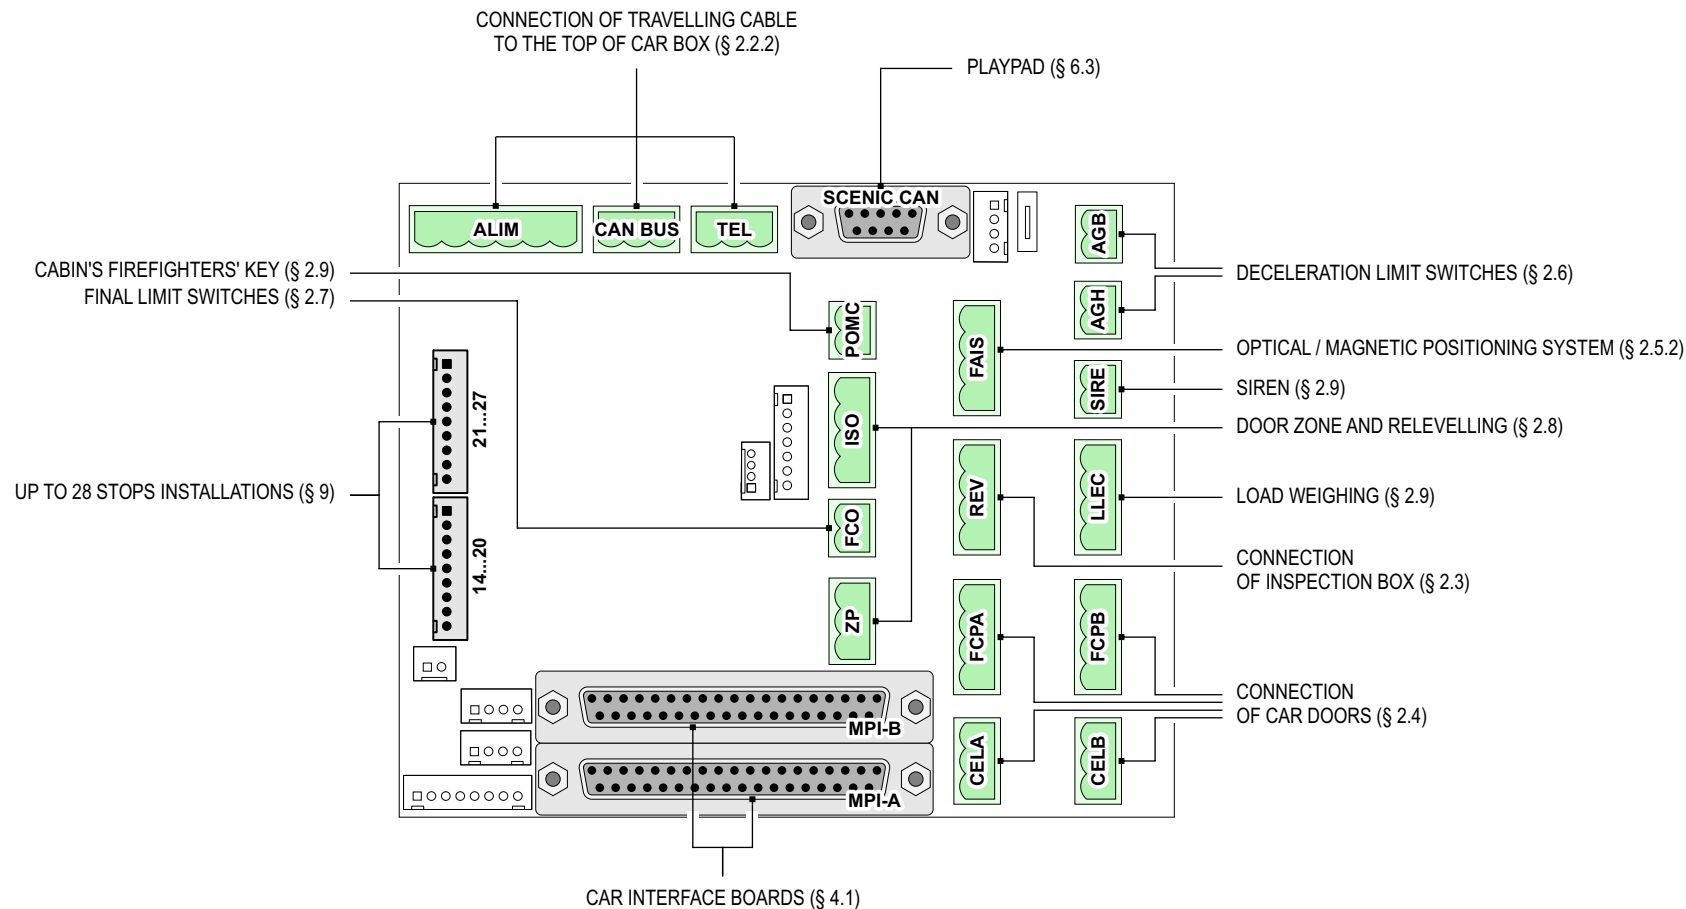 CONNECTION OF TRAVELLING CABLE
TO THE TOP OF CAR BOX (§ 2.2.2)
PLAYPAD (§ 6.3)
SCENIC CAN
ALIM
CAN BUS
TEL
AGB
CABIN'S FIREFIGHTERS' KEY (§ 2.9)
FINAL LIMIT SWITCHES (§ 2.7)
DECELERATION LIMIT SWITCHES (§ 2.6)
AGH
POMC
FAIS
OPTICAL / MAGNETIC POSITIONING SYSTEM (§ 2.5.2)
SIRE
SIREN (§ 2.9)
21...27
ISO
DOOR ZONE AND RELEVELLING (§ 2.8)
UP TO 28 STOPS INSTALLATIONS (§ 9)
REV
LLEC
LOAD WEIGHING (§ 2.9)
FCO
14...20
CONNECTION
OF INSPECTION BOX (§ 2.3)
ZP
FCPA
FCPB
CONNECTION
OF CAR DOORS (§ 2.4)
MPI-B
CELA
CELB
MPI-A
CAR INTERFACE BOARDS (§ 4.1)